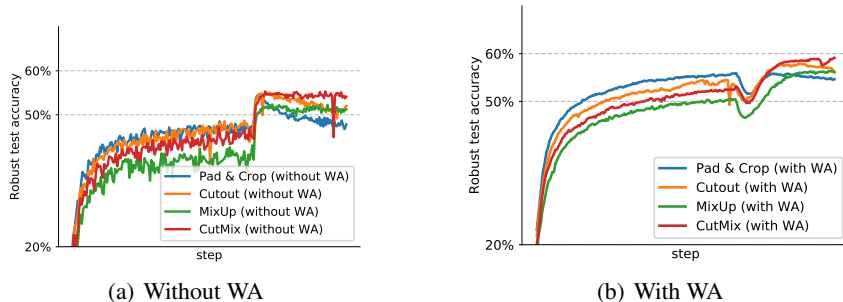 60%
50%
20%
Robust test accuracy
step
Pad & Crop (without WA)
Cutout (without WA)
MixUp (without WA)
CutMix (without WA)
(a) Without WA
60%
50%
20%
Robust test accuracy
step
Pad & Crop (with WA)
Cutout (with WA)
MixUp (with WA)
CutMix (with WA)
(b) With WA